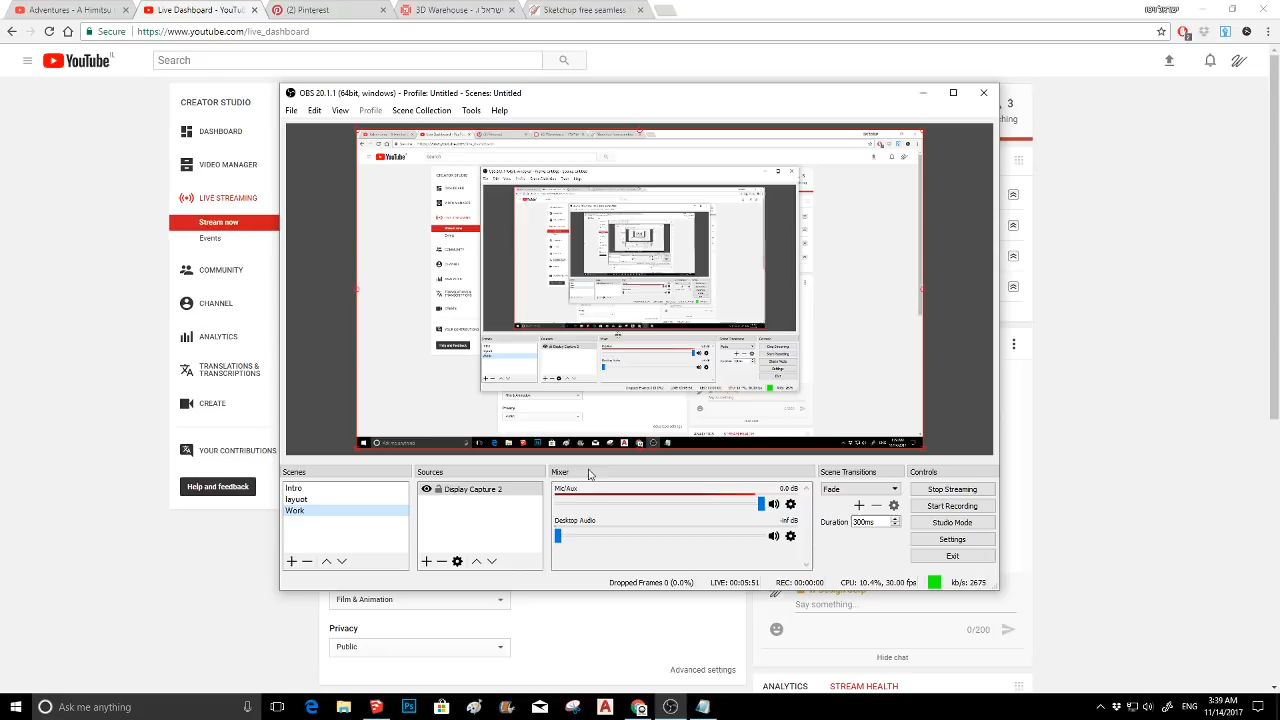 Adventures - A Himitsu
Live Dashboard - YouTu
Pinterest
3D Warehouse
Sketchup free seamless
Secure
https://www.youtube.com/live_dashboard
YouTube IL
Search
CREATOR STUDIO
DASHBOARD
VIDEO MANAGER
LIVE STREAMING
Stream now
Events
COMMUNITY
CHANNEL
ANALYTICS
TRANSLATIONS &
TRANSCRIPTIONS
CREATE
YOUR CONTRIBUTIONS
Help and feedback
OBS 20.1.1 (64bit, windows) - Profile: Untitled - Scenes: Untitled
File Edit View Profile Scene Collection Tools Help
Scenes
Intro
layuot
Work
Sources
Display Capture 2
Mixer
Mic/Aux 0.0 dB
Desktop Audio -inf dB
Scene Transitions
Fade
Duration 300ms
Controls
Stop Streaming
Start Recording
Studio Mode
Settings
Exit
Dropped Frames 0 (0.0%) LIVE: 00:05:51 REC: 00:00:00 CPU: 10.4%, 30.00 fps kb/s: 2675
, 3
ching
Film & Animation
Privacy
Public
Advanced settings
Say something...
0/200
Hide chat
ANALYTICS STREAM HEALTH
Ask me anything
3:39 AM
11/14/2017